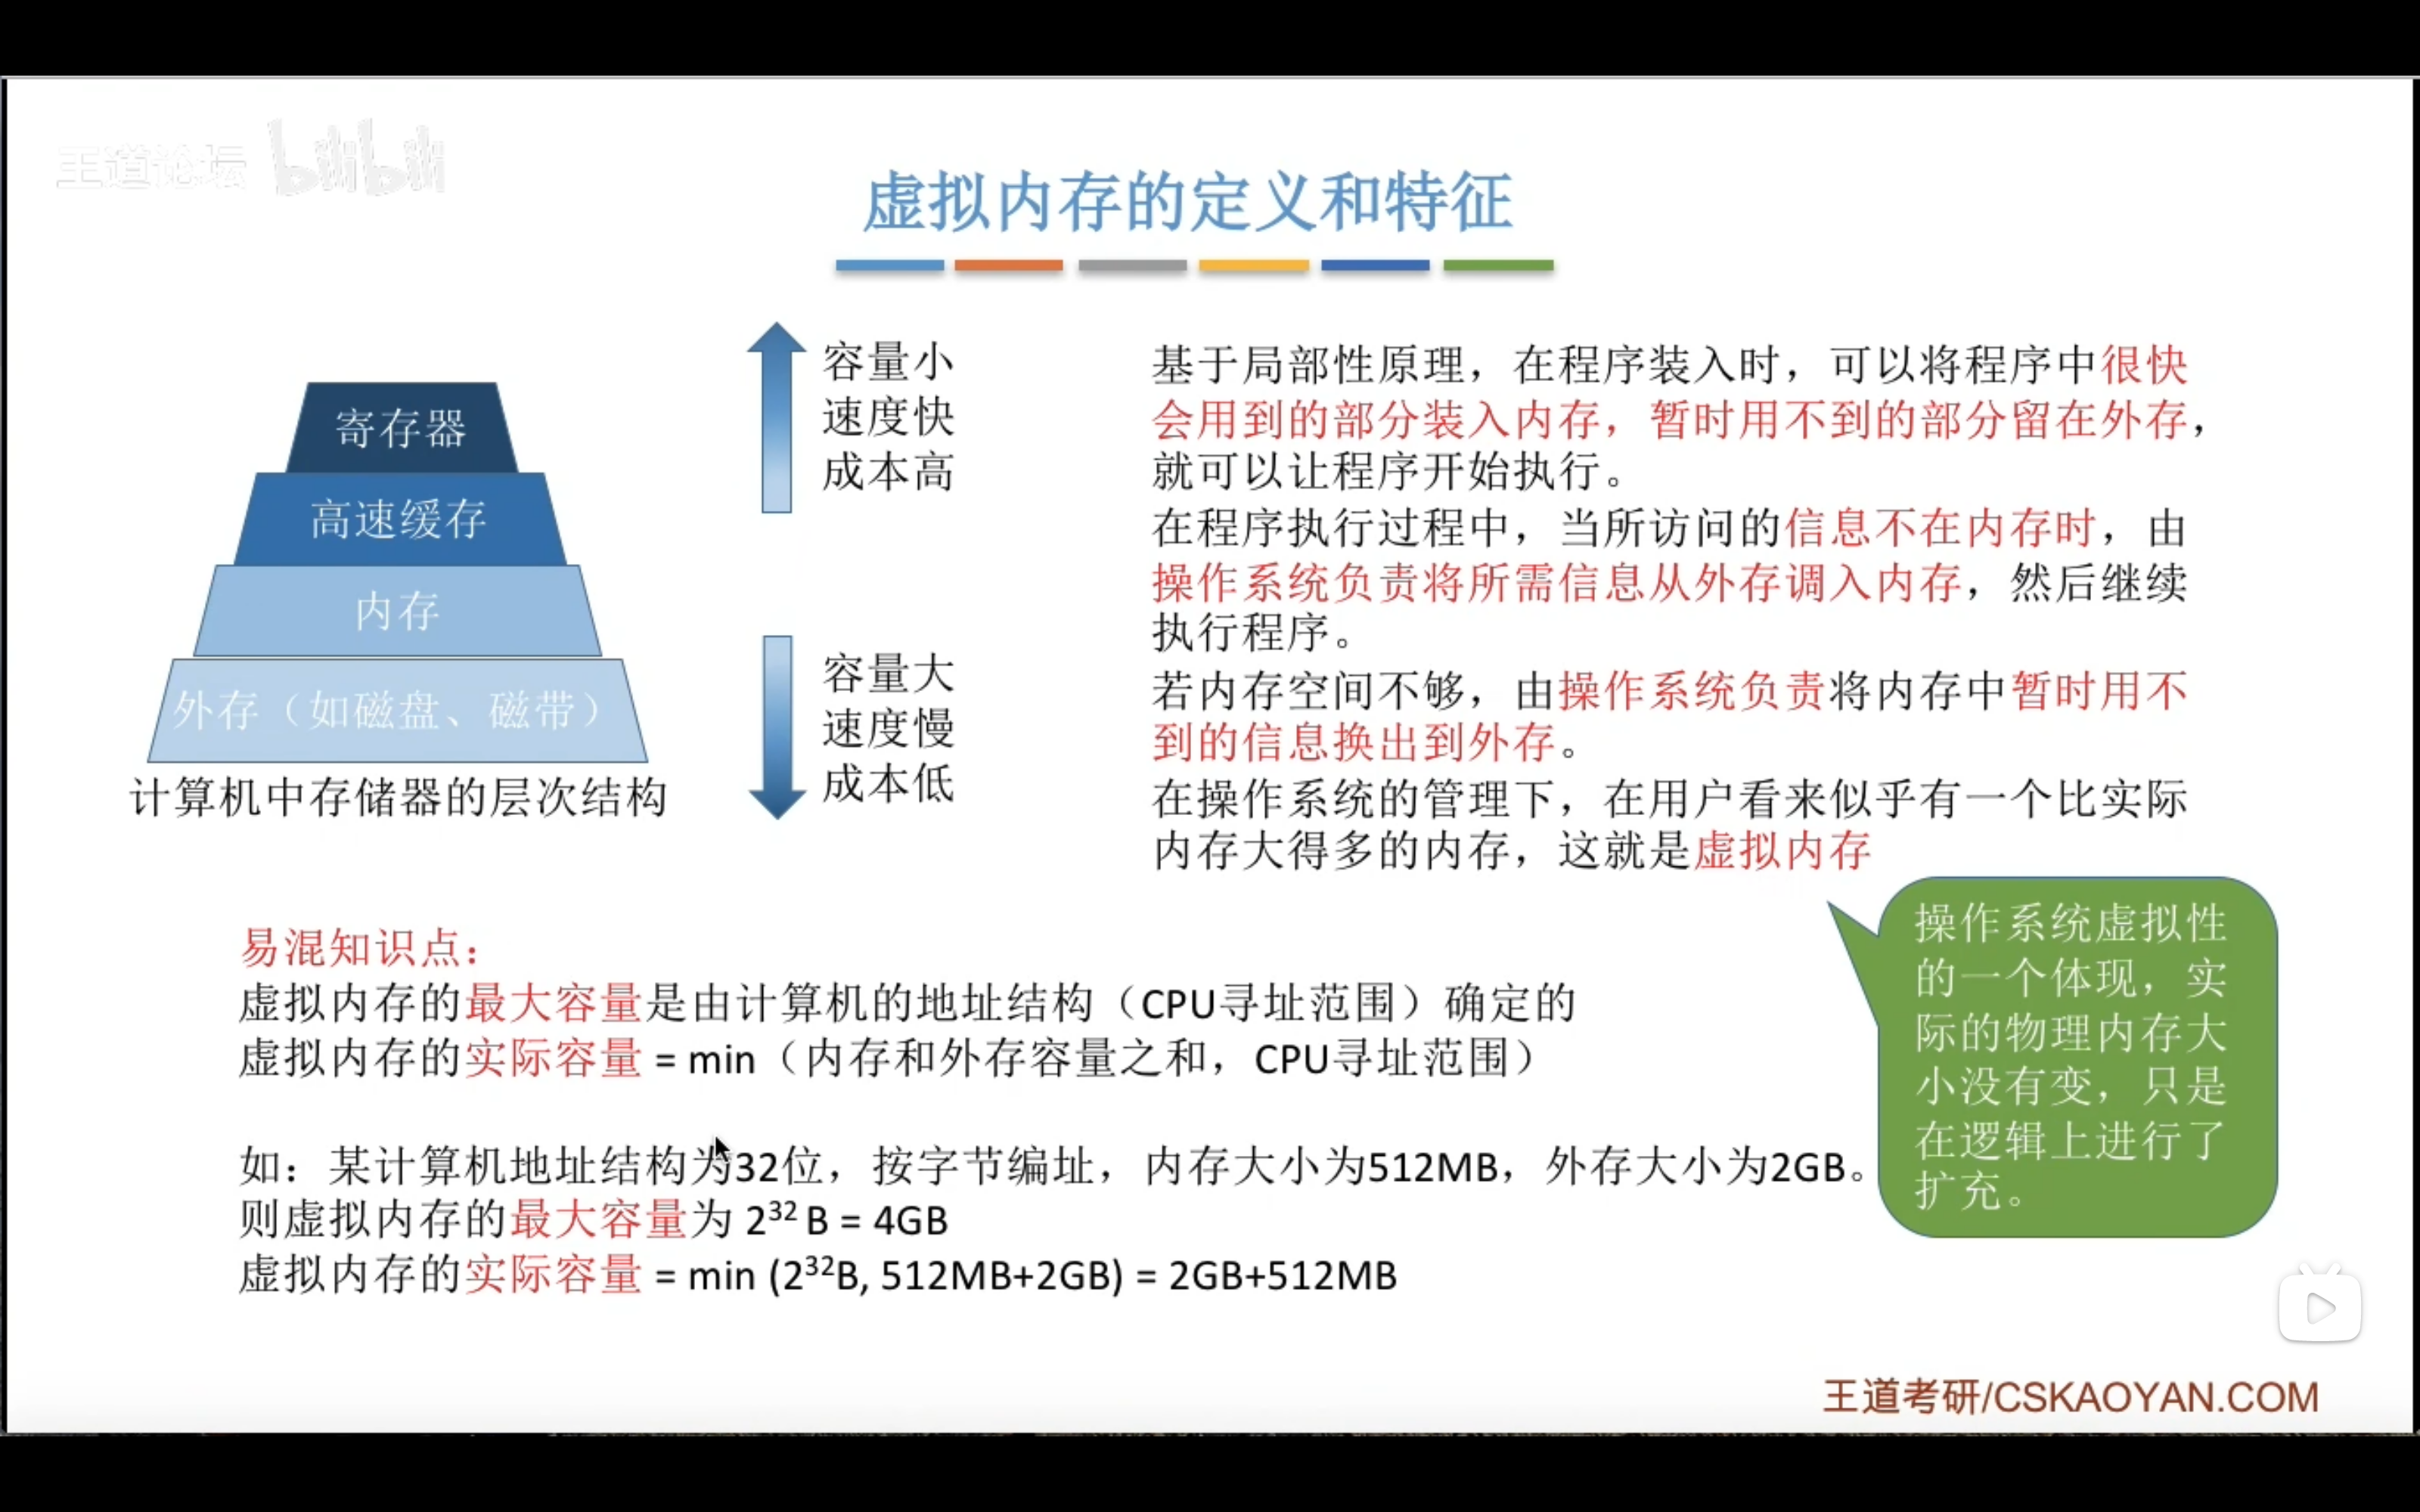 王道论坛 bilibili
虚拟内存的定义和特征
寄存器
高速缓存
内存
外存（如磁盘、磁带）
计算机中存储器的层次结构
容量小
速度快
成本高
容量大
速度慢
成本低
基于局部性原理，在程序装入时，可以将程序中很快
会用到的部分装入内存，暂时用不到的部分留在外存，
就可以让程序开始执行。
在程序执行过程中，当所访问的信息不在内存时，由
操作系统负责将所需信息从外存调入内存，然后继续
执行程序。
若内存空间不够，由操作系统负责将内存中暂时用不
到的信息换出到外存。
在操作系统的管理下，在用户看来似乎有一个比实际
内存大得多的内存，这就是虚拟内存
操作系统虚拟性
的一个体现，实
际的物理内存大
小没有变，只是
在逻辑上进行了
扩充。
易混知识点：
虚拟内存的最大容量是由计算机的地址结构（CPU寻址范围）确定的
虚拟内存的实际容量 = min（内存和外存容量之和，CPU寻址范围）
如：某计算机地址结构为32位，按字节编址，内存大小为512MB，外存大小为2GB。
则虚拟内存的最大容量为 2³² B = 4GB
虚拟内存的实际容量 = min (2³²B, 512MB+2GB) = 2GB+512MB
王道考研/CSKAOYAN.COM